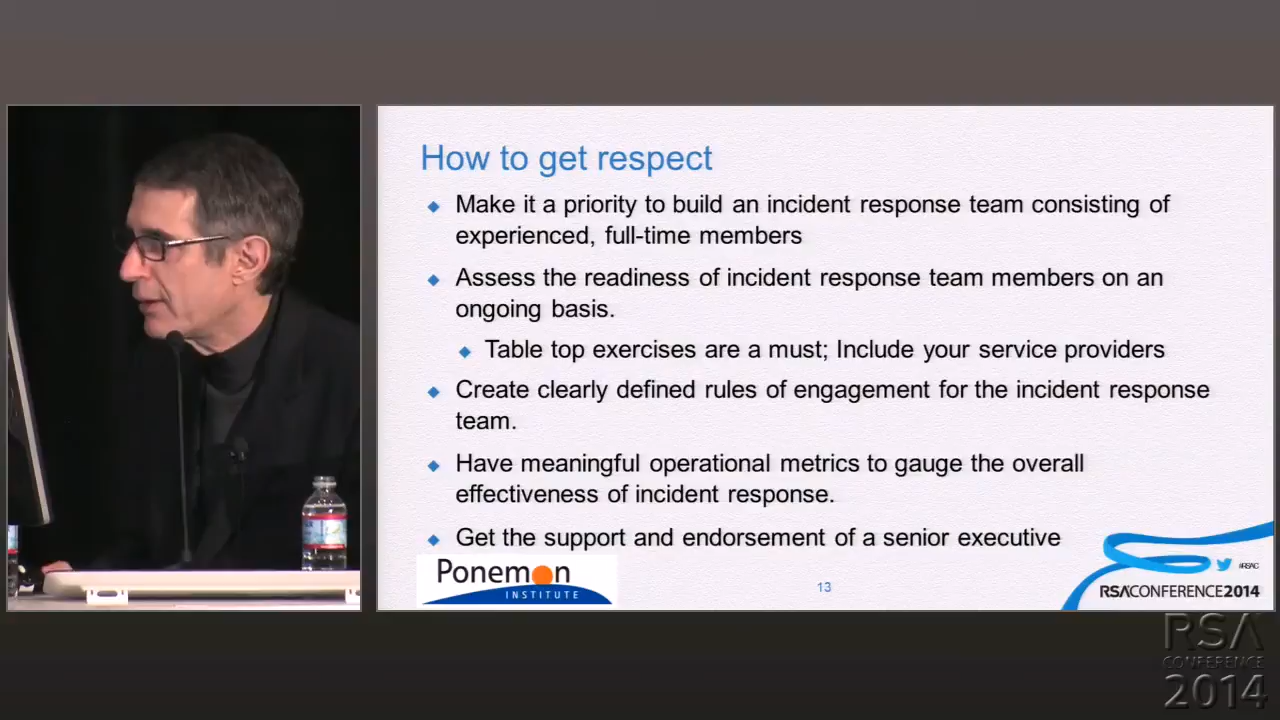 How to get respect
Make it a priority to build an incident response team consisting of
experienced, full-time members
Assess the readiness of incident response team members on an
ongoing basis.
Table top exercises are a must; Include your service providers
Create clearly defined rules of engagement for the incident response
team.
Have meaningful operational metrics to gauge the overall
effectiveness of incident response.
Get the support and endorsement of a senior executive
Ponemon
INSTITUTE
13
#RSAC
RSACONFERENCE2014
RSA
CONFERENCE
2014